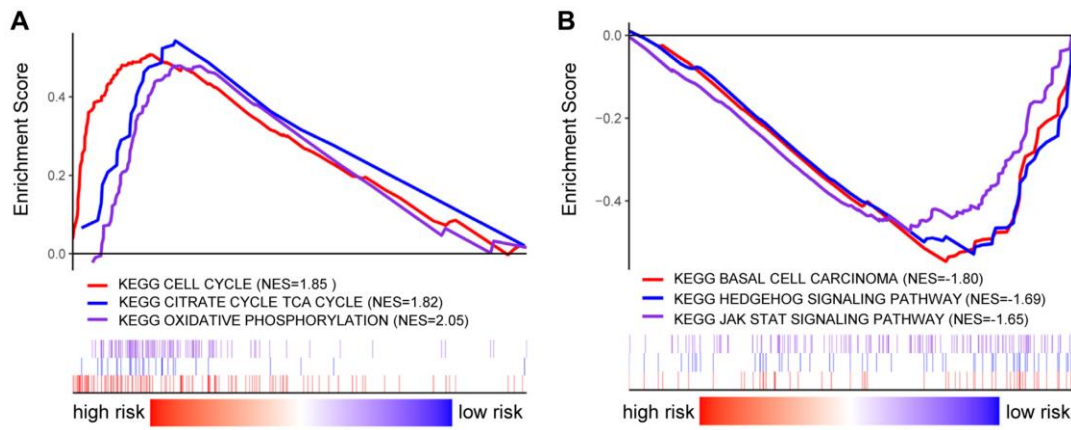 A
Enrichment Score
0.4
0.2
0.0
KEGG CELL CYCLE (NES=1.85 )
KEGG CITRATE CYCLE TCA CYCLE (NES=1.82)
KEGG OXIDATIVE PHOSPHORYLATION (NES=2.05)
high risk
low risk
B
Enrichment Score
0.0
−0.2
−0.4
KEGG BASAL CELL CARCINOMA (NES=-1.80)
KEGG HEDGEHOG SIGNALING PATHWAY (NES=-1.69)
KEGG JAK STAT SIGNALING PATHWAY (NES=-1.65)
high risk
low risk